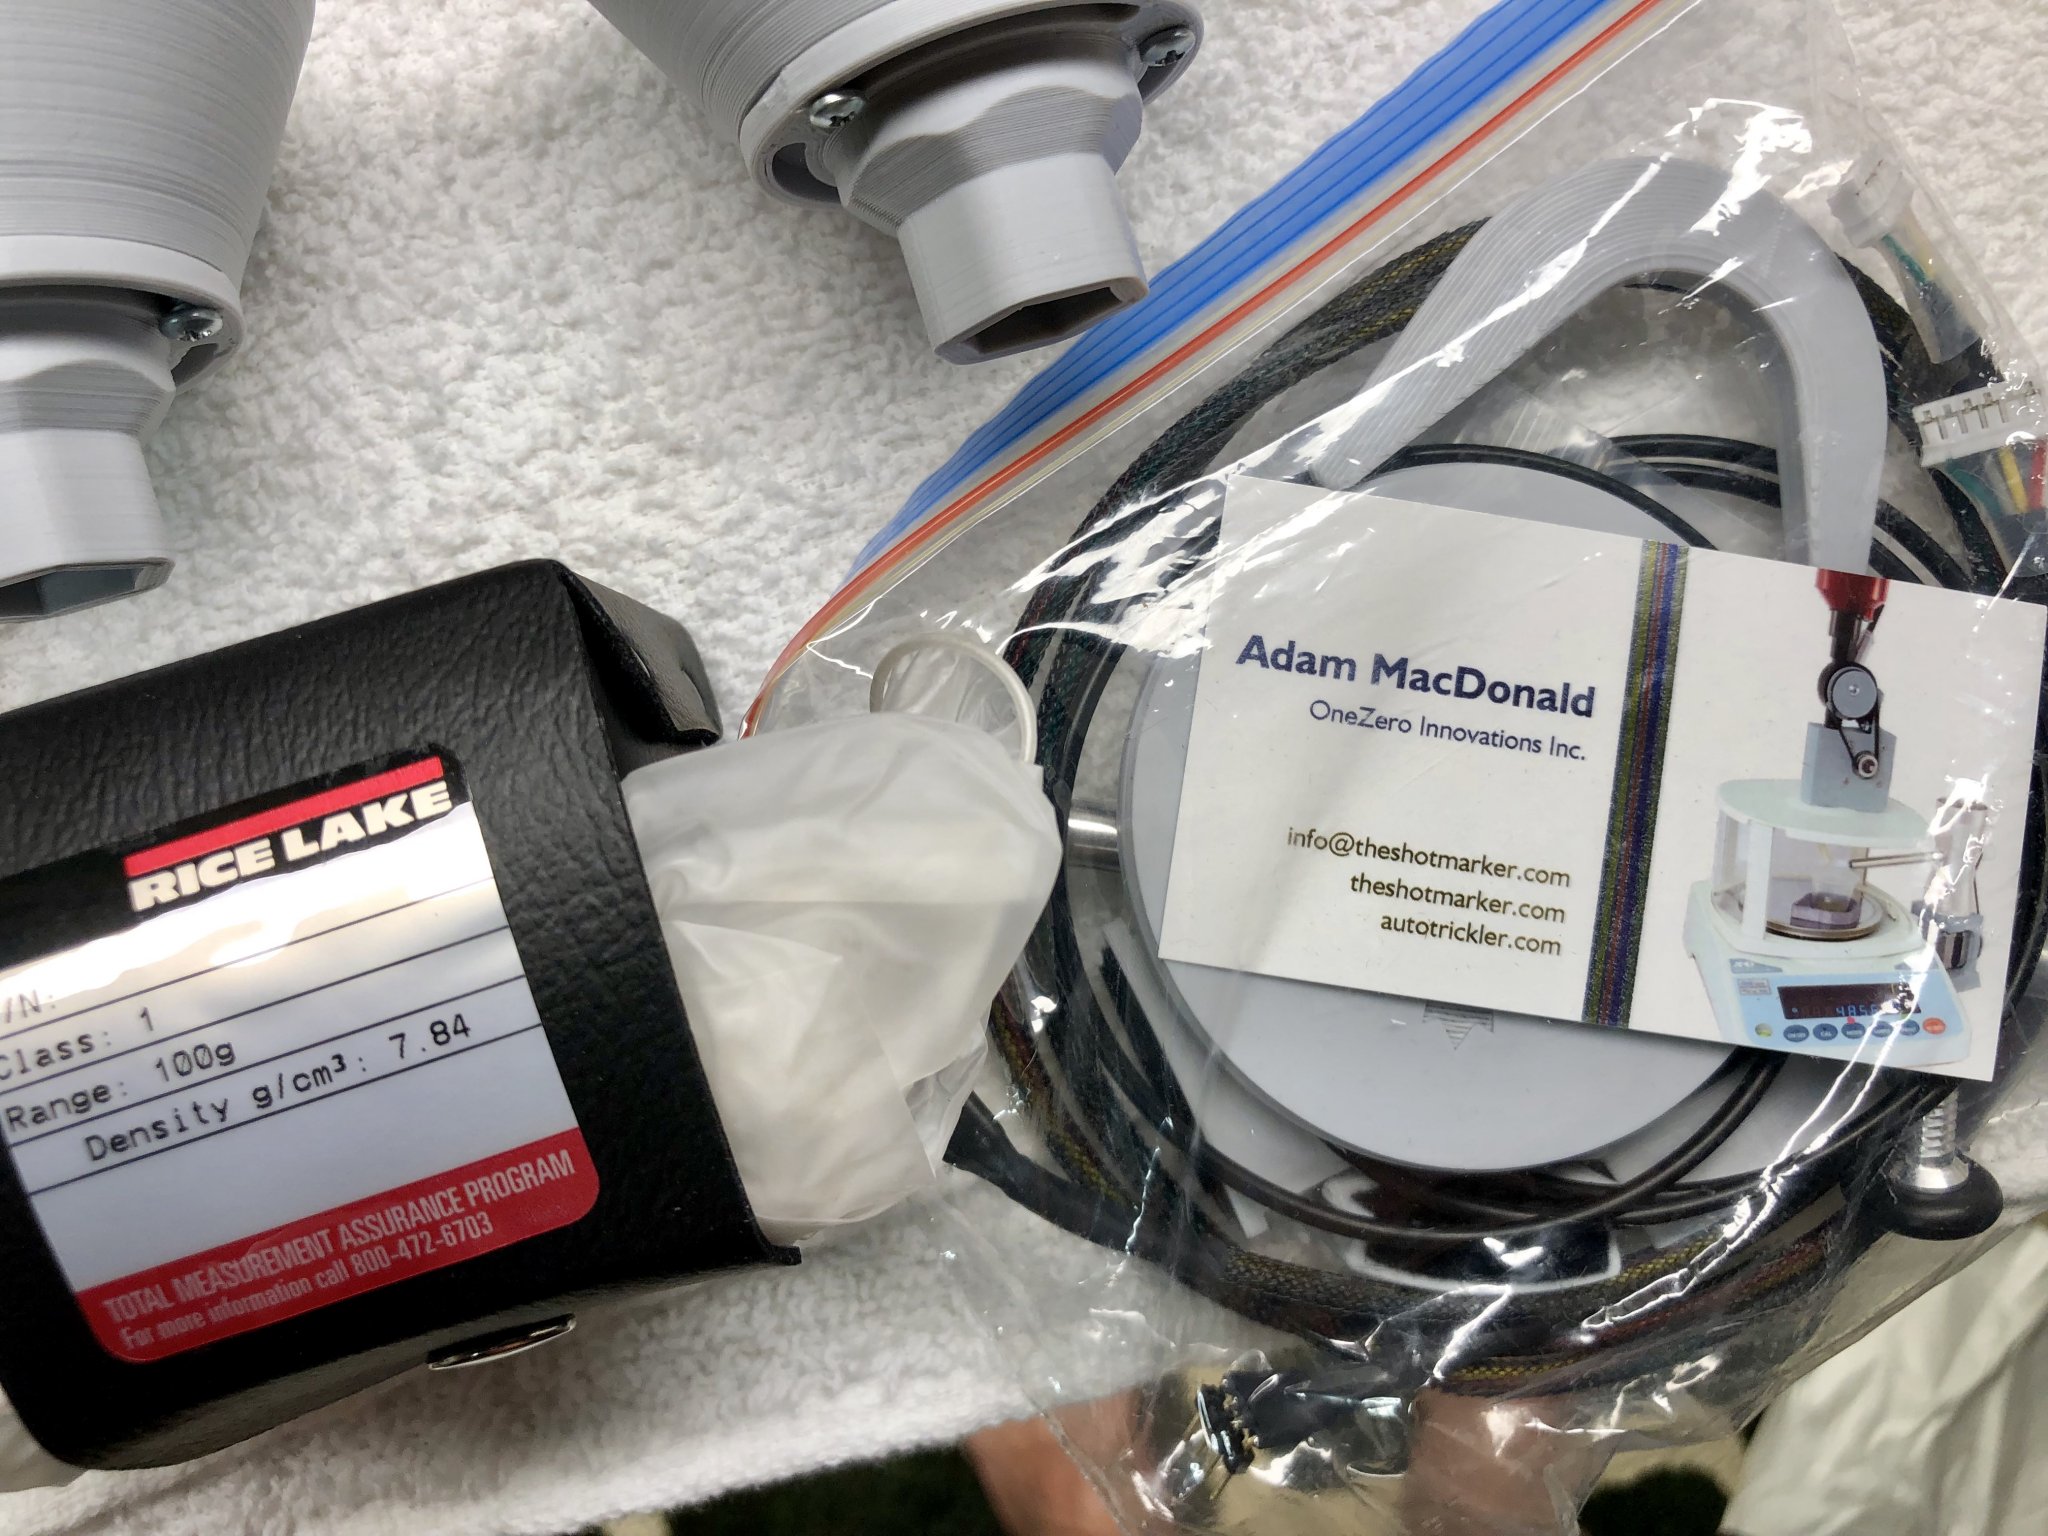 RICE LAKE
/N:
Class: 1
Range: 100g
Density g/cm³: 7.84
TOTAL MEASUREMENT ASSURANCE PROGRAM
For more information call 800-472-6703
Adam MacDonald
OneZero Innovations Inc.
info@theshotmarker.com
theshotmarker.com
autotrickler.com